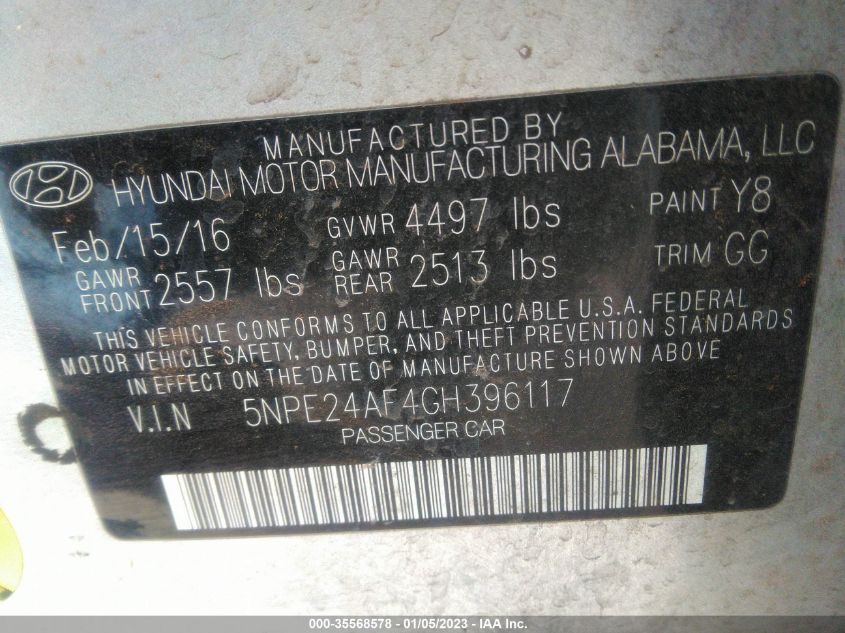 MANUFACTURED BY
HYUNDAI MOTOR MANUFACTURING ALABAMA, LLC
Feb/15/16 GVWR 4497 lbs PAINT Y8
GAWR FRONT 2557 lbs GAWR REAR 2513 lbs TRIM GG
THIS VEHICLE CONFORMS TO ALL APPLICABLE U.S.A. FEDERAL
MOTOR VEHICLE SAFETY, BUMPER, AND THEFT PREVENTION STANDARDS
IN EFFECT ON THE DATE OF MANUFACTURE SHOWN ABOVE
V.I.N 5NPE24AF4GH396117
PASSENGER CAR
000-35568578 - 01/05/2023 - © IAA Inc.